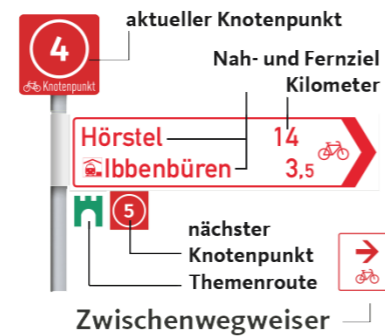 4
Knotenpunkt
aktueller Knotenpunkt
Nah- und Fernziel
Kilometer
Hörstel 14
Ibbenbüren 3,5
5
nächster
Knotenpunkt
Themenroute
Zwischenwegweiser